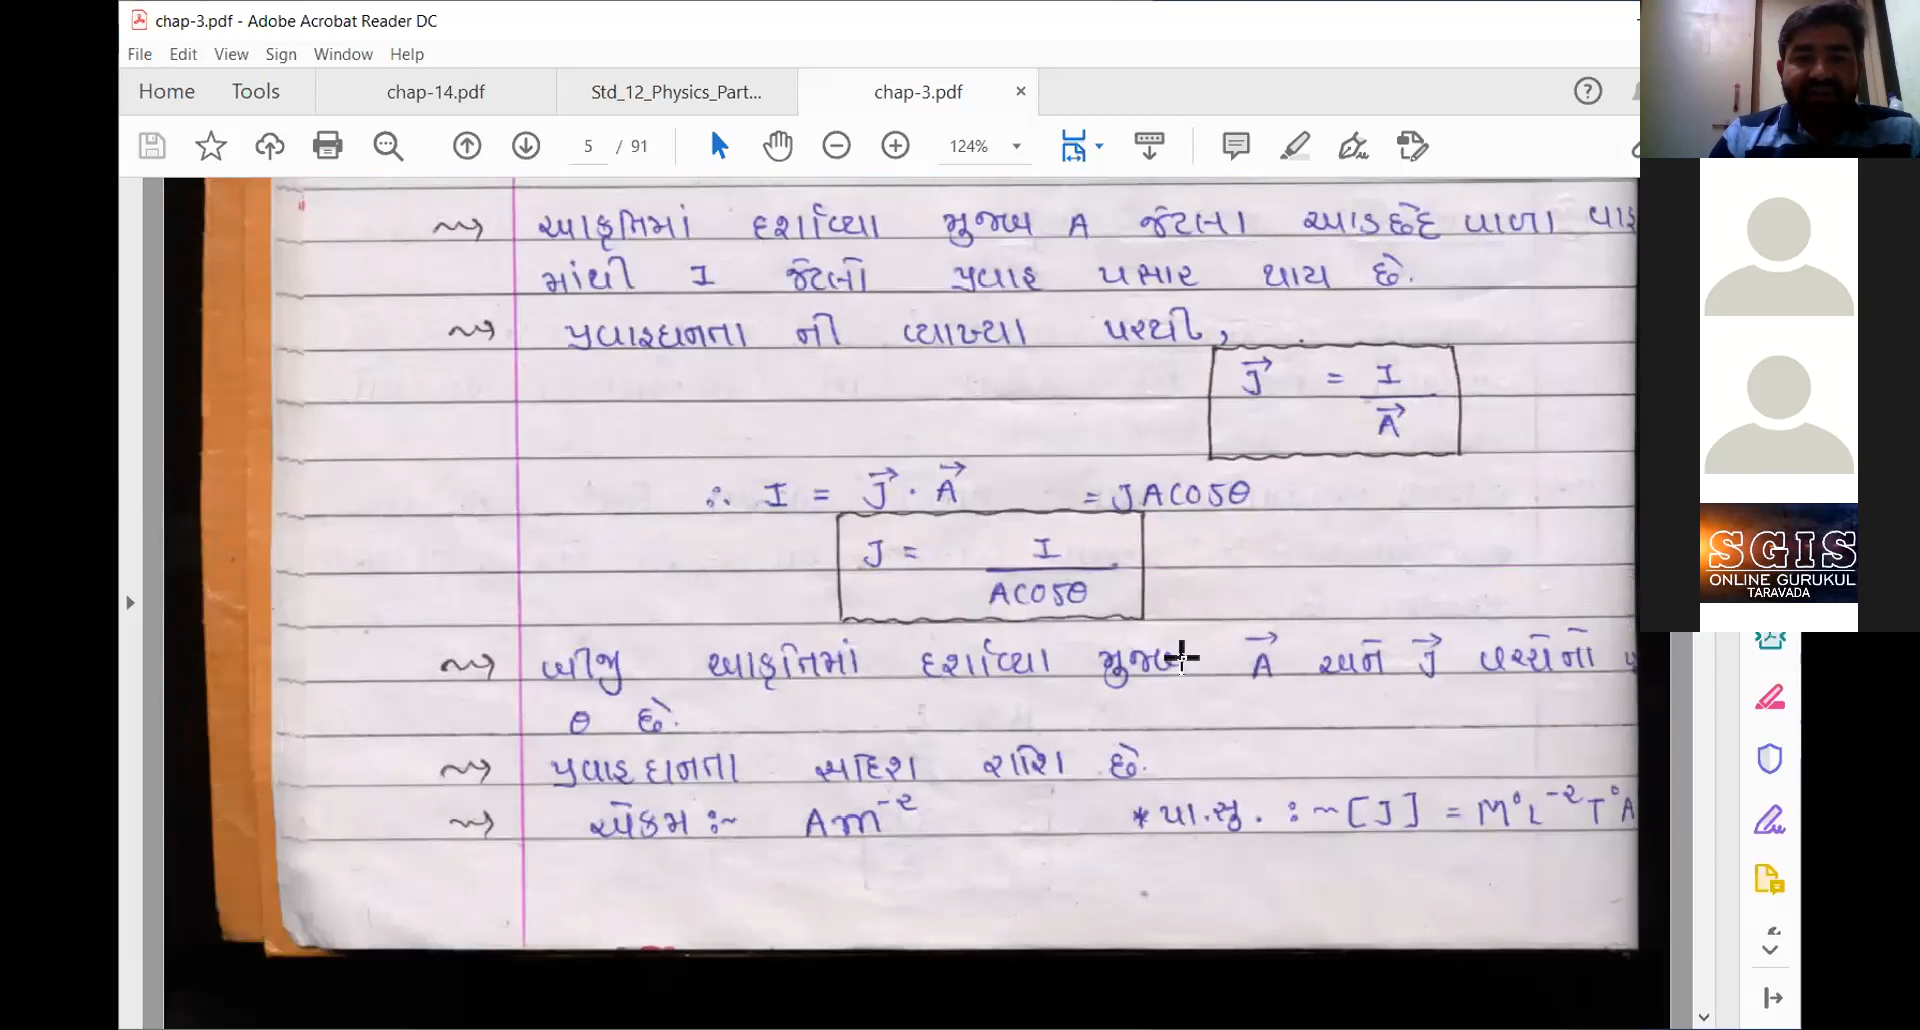 chap-3.pdf - Adobe Acrobat Reader DC
File Edit View Sign Window Help
Home Tools chap-14.pdf Std_12_Physics_Part... chap-3.pdf
5 / 91 124%
આકૃતિમાં દર્શાવ્યા મુજબ A જેટલા આડછેદ વાળા
માંથી I જેટલો પ્રવાહ પસાર થાય છે.
પ્રવાહઘનતા ની વ્યાખ્યા પરથી,
J⃗ = I / A⃗
∴ I = J⃗ · A⃗ = JACOSθ
J = I / ACOSθ
બીજી આકૃતિમાં દર્શાવ્યા મુજબ A⃗ અને J⃗ વચ્ચેનો
θ છે.
પ્રવાહ ઘનતા સદિશ રાશિ છે.
એકમ :~ Am⁻² * પા.સૂ. :~ [J] = M⁰L⁻²T⁰A
SGIS
ONLINE GURUKUL
TARAVADA